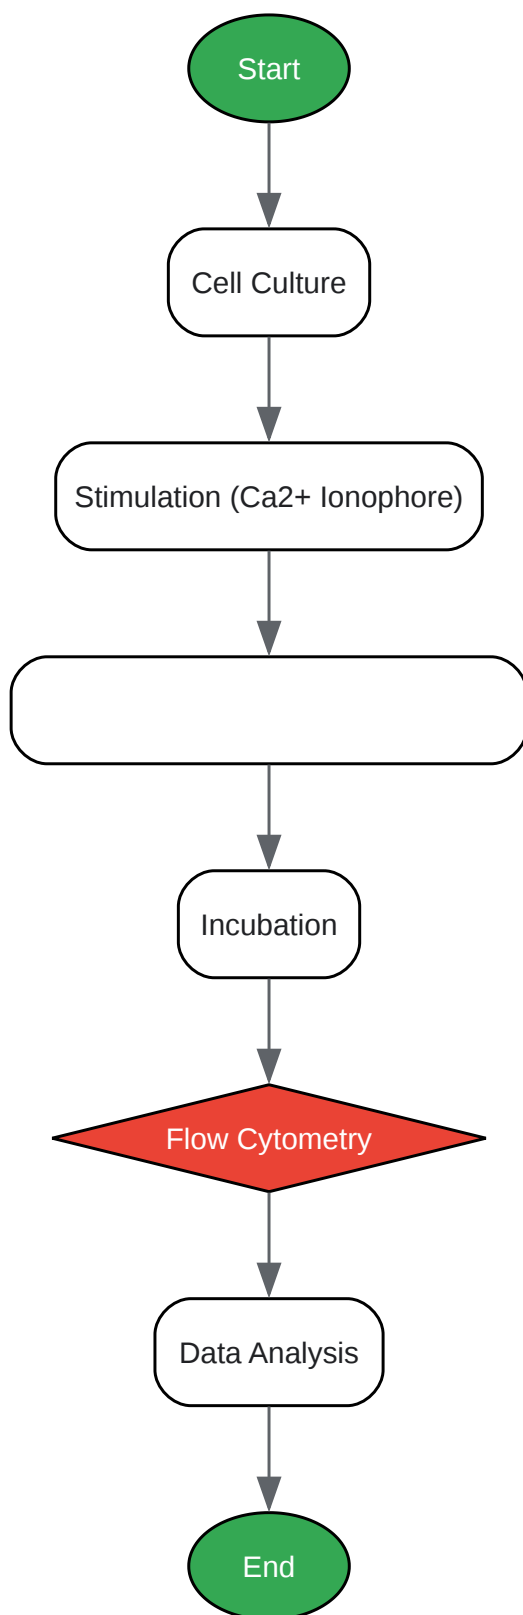 Start
Cell Culture
Stimulation (Ca2+ Ionophore)
Incubation
Flow Cytometry
Data Analysis
End